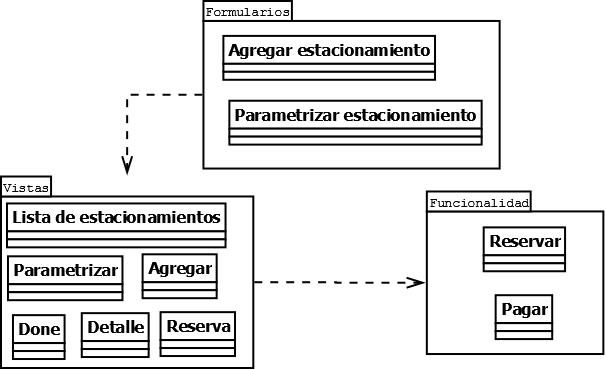 Formularios
Agregar estacionamiento
Parametrizar estacionamiento
Vistas
Lista de estacionamientos
Parametrizar
Agregar
Done
Detalle
Reserva
Funcionalidad
Reservar
Pagar